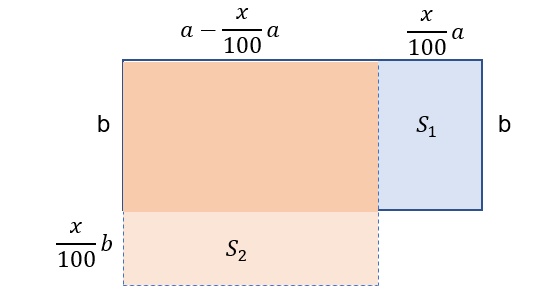 a − x/100 a
x/100 a
b
S₁
b
x/100 b
S₂